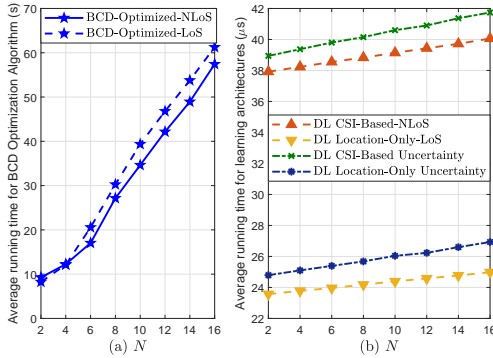 Average running time for BCD Optimization Algorithm (s)
70
60
50
40
30
20
10
0
BCD-Optimized-NLoS
BCD-Optimized-LoS
2 4 6 8 10 12 14 16
(a) N
Average running time for learning architectures (μs)
42
40
38
36
34
32
30
28
26
24
22
DL CSI-Based-NLoS
DL Location-Only-LoS
DL CSI-Based Uncertainty
DL Location-Only Uncertainty
2 4 6 8 10 12 14 16
(b) N